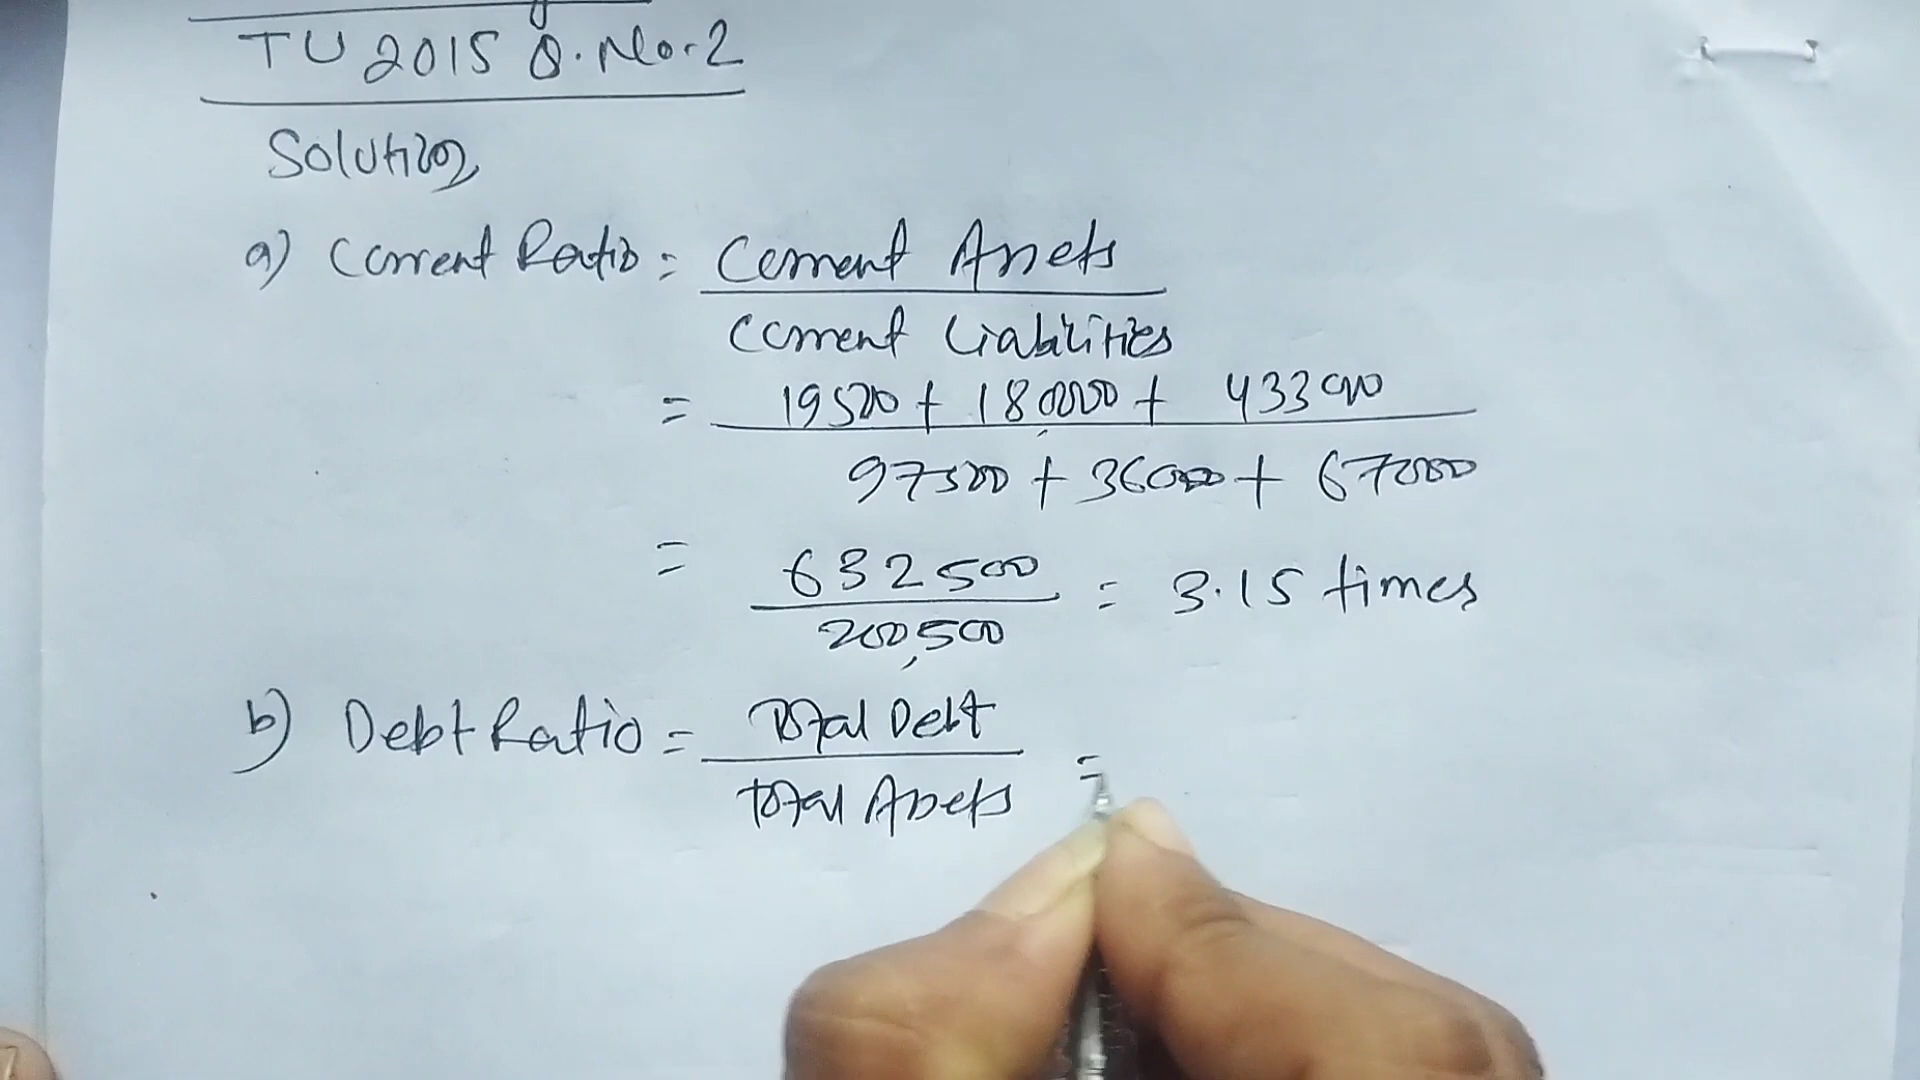 TU 2015 Q.No.2
Solution
a) Current Ratio = Current Assets
Current Liabilities
= 19500 + 180000 + 433000
97500 + 36000 + 67000
= 632500 = 3.15 times
200,500
b) Debt Ratio = Total Debt =
Total Assets